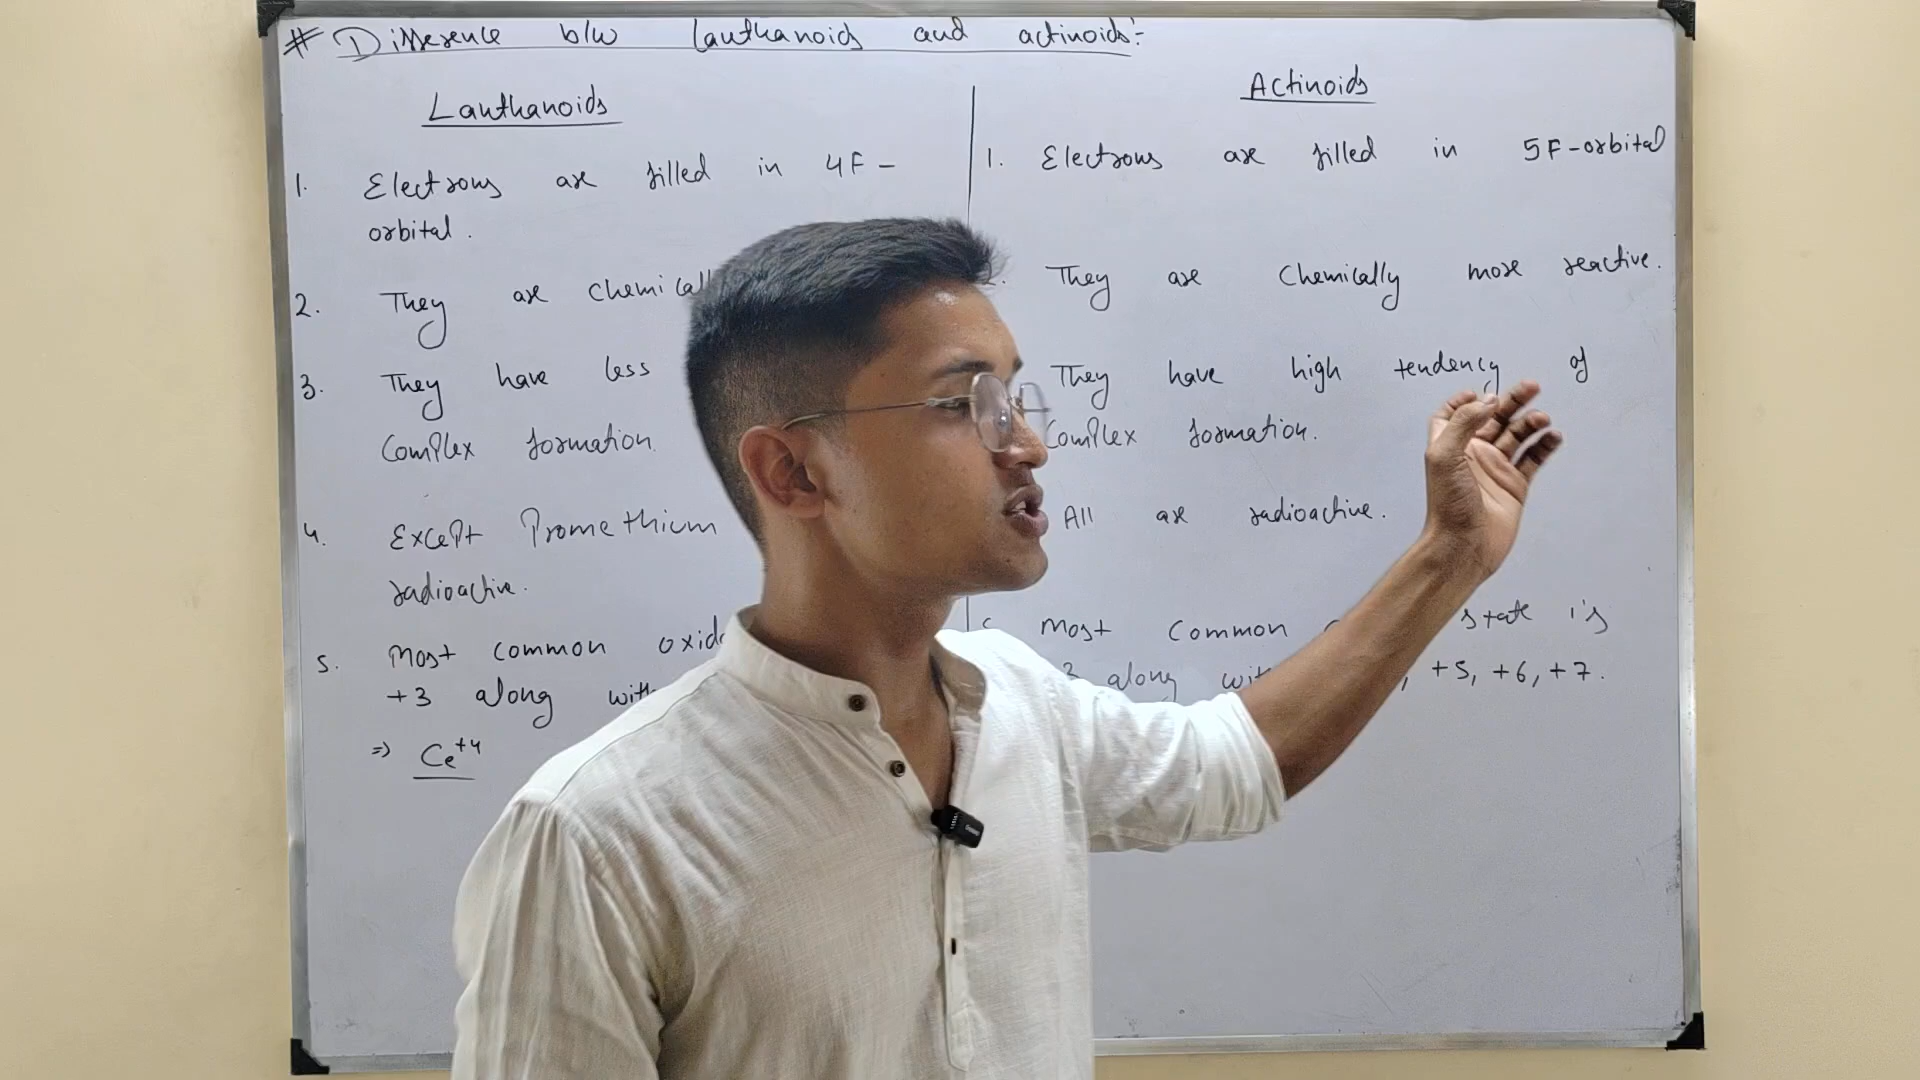 # Difference b/w lanthanoids and actinoids:-
Lanthanoids
1. Electrons are filled in 4F-
orbital.
2. They are chemical
3. They have less
Complex formation.
4. Except Promethium
radioactive.
5. Most common oxid
+3 along with
⇒ Ce+4
Actinoids
1. Electrons are filled in 5F-orbital
They are Chemically more reactive.
They have high tendency of
Complex formation.
All are radioactive.
Most Common state is
along +5, +6, +7.